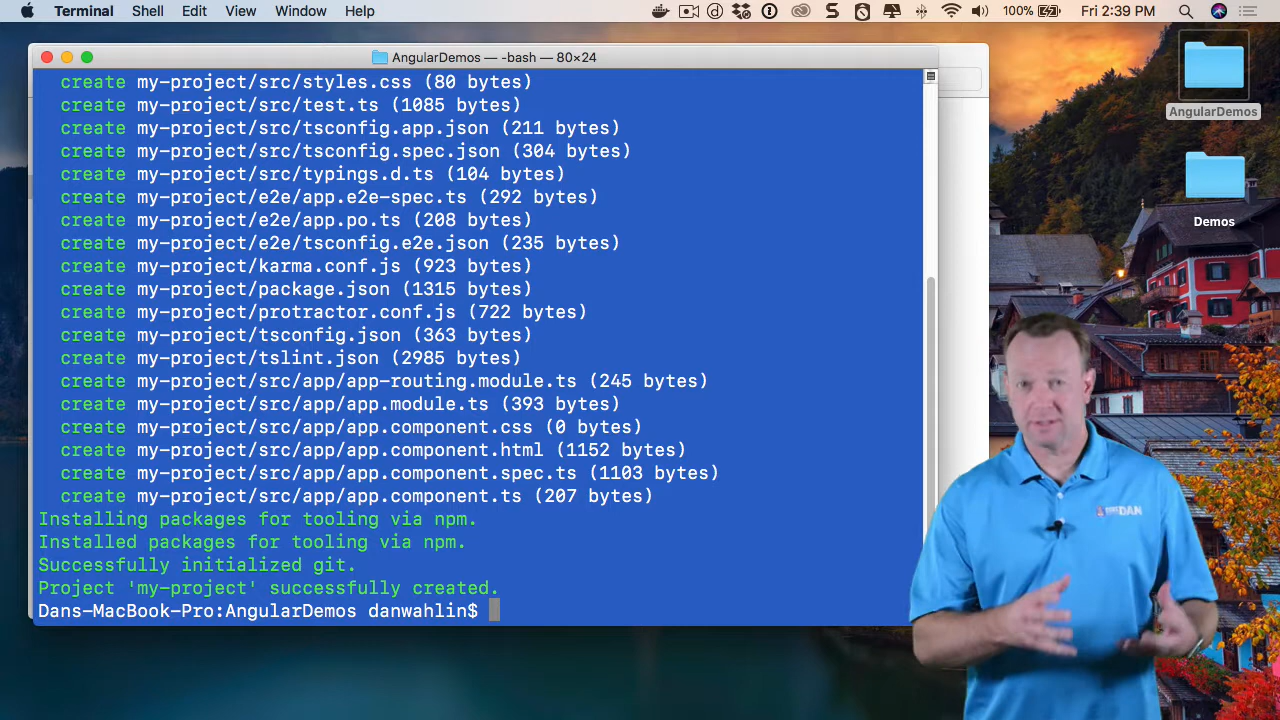 Terminal Shell Edit View Window Help 100% Fri 2:39 PM
AngularDemos — -bash — 80×24
create my-project/src/styles.css (80 bytes)
create my-project/src/test.ts (1085 bytes)
create my-project/src/tsconfig.app.json (211 bytes)
create my-project/src/tsconfig.spec.json (304 bytes)
create my-project/src/typings.d.ts (104 bytes)
create my-project/e2e/app.e2e-spec.ts (292 bytes)
create my-project/e2e/app.po.ts (208 bytes)
create my-project/e2e/tsconfig.e2e.json (235 bytes)
create my-project/karma.conf.js (923 bytes)
create my-project/package.json (1315 bytes)
create my-project/protractor.conf.js (722 bytes)
create my-project/tsconfig.json (363 bytes)
create my-project/tslint.json (2985 bytes)
create my-project/src/app/app-routing.module.ts (245 bytes)
create my-project/src/app/app.module.ts (393 bytes)
create my-project/src/app/app.component.css (0 bytes)
create my-project/src/app/app.component.html (1152 bytes)
create my-project/src/app/app.component.spec.ts (1103 bytes)
create my-project/src/app/app.component.ts (207 bytes)
Installing packages for tooling via npm.
Installed packages for tooling via npm.
Successfully initialized git.
Project 'my-project' successfully created.
Dans-MacBook-Pro:AngularDemos danwahlin$
AngularDemos
Demos
DAN